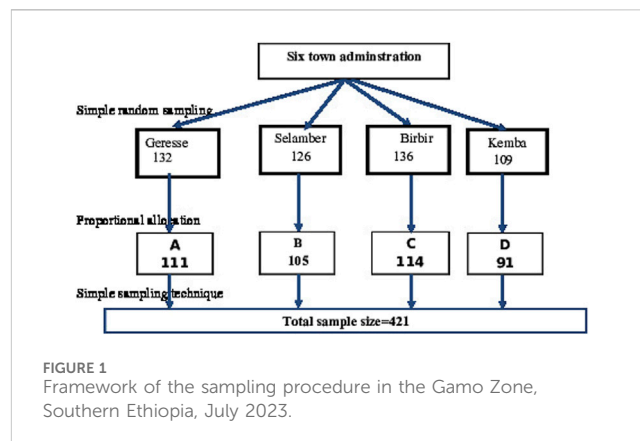 Six town adminstration
Simple random sampling
Geresse
132
Selamber
126
Birbir
136
Kemba
109
Proportional allocation
A
111
B
105
C
114
D
91
Simple sampling technique
Total sample size=421
FIGURE 1
Framework of the sampling procedure in the Gamo Zone,
Southern Ethiopia, July 2023.